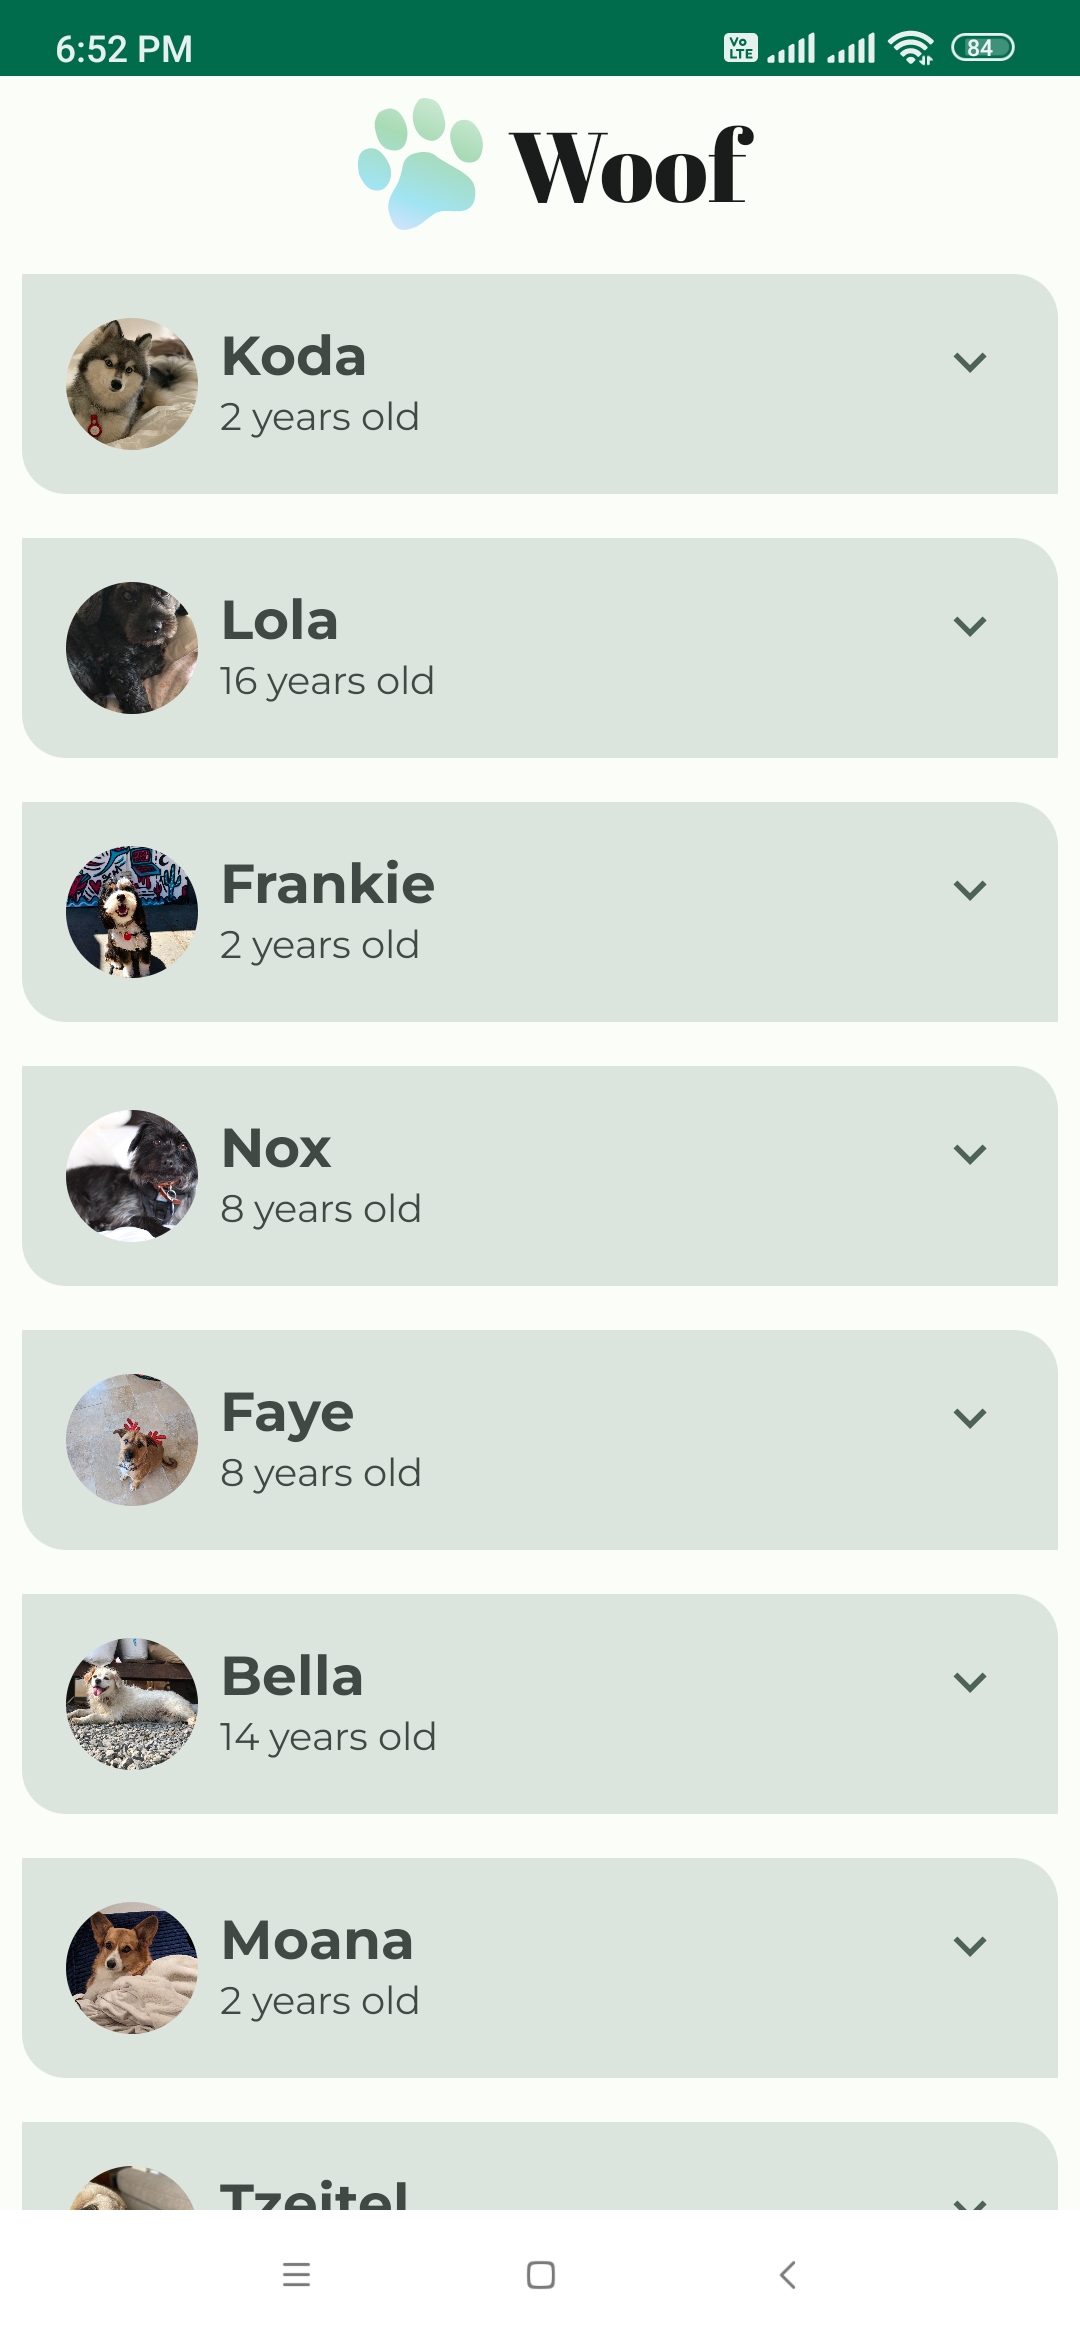 6:52 PM
Vo LTE
84
Woof
Koda
2 years old
Lola
16 years old
Frankie
2 years old
Nox
8 years old
Faye
8 years old
Bella
14 years old
Moana
2 years old
Tzeitel